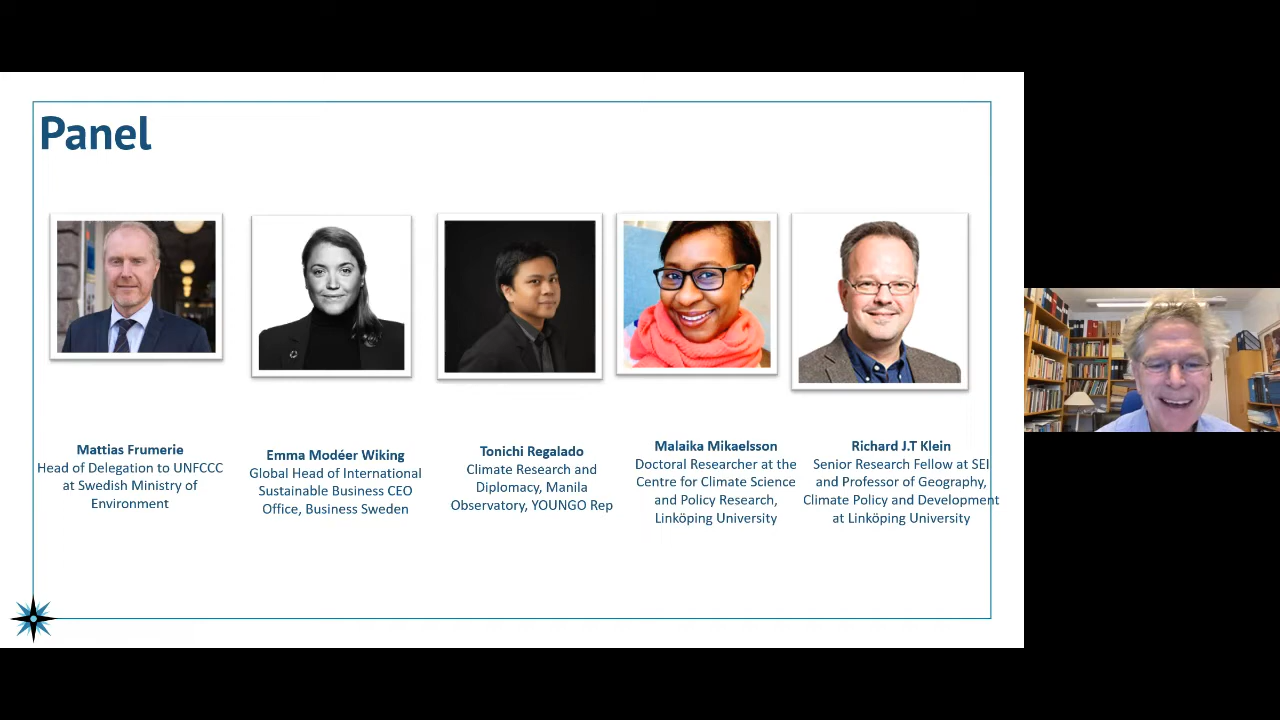 Panel
Mattias Frumerie
Head of Delegation to UNFCCC
at Swedish Ministry of
Environment
Emma Modéer Wiking
Global Head of International
Sustainable Business CEO
Office, Business Sweden
Tonichi Regalado
Climate Research and
Diplomacy, Manila
Observatory, YOUNGO Rep
Malaika Mikaelsson
Doctoral Researcher at the
Centre for Climate Science
and Policy Research,
Linköping University
Richard J.T Klein
Senior Research Fellow at SEI
and Professor of Geography,
Climate Policy and Development
at Linköping University